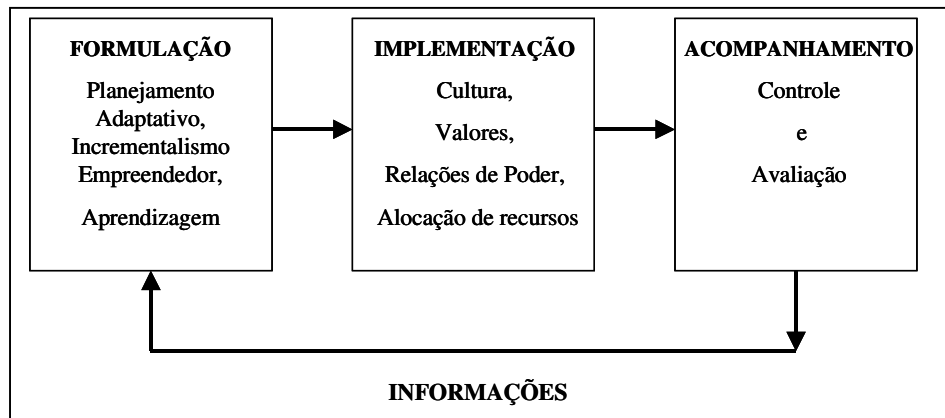 FORMULAÇÃO
Planejamento
Adaptativo,
Incrementalismo
Empreendedor,
Aprendizagem
IMPLEMENTAÇÃO
Cultura,
Valores,
Relações de Poder,
Alocação de recursos
ACOMPANHAMENTO
Controle
e
Avaliação
INFORMAÇÕES